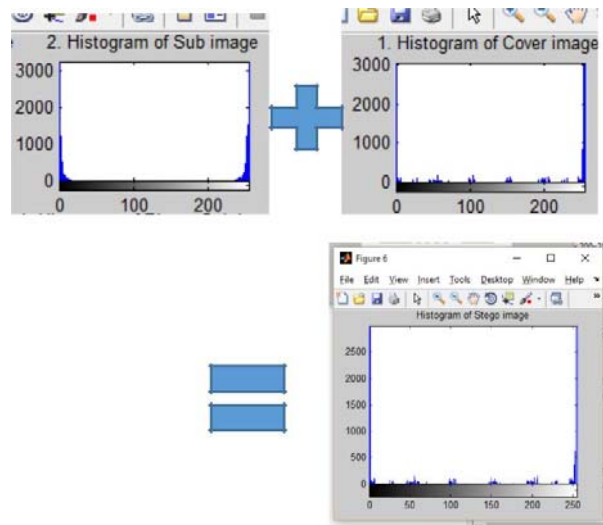 2. Histogram of Sub image
3000
2000
1000
0
0 100 200
1. Histogram of Cover image
3000
2000
1000
0
0 100 200
Figure 6
File Edit View Insert Tools Desktop Window Help
Histogram of Stego image
2500
2000
1500
1000
500
0
0 50 100 150 200 250